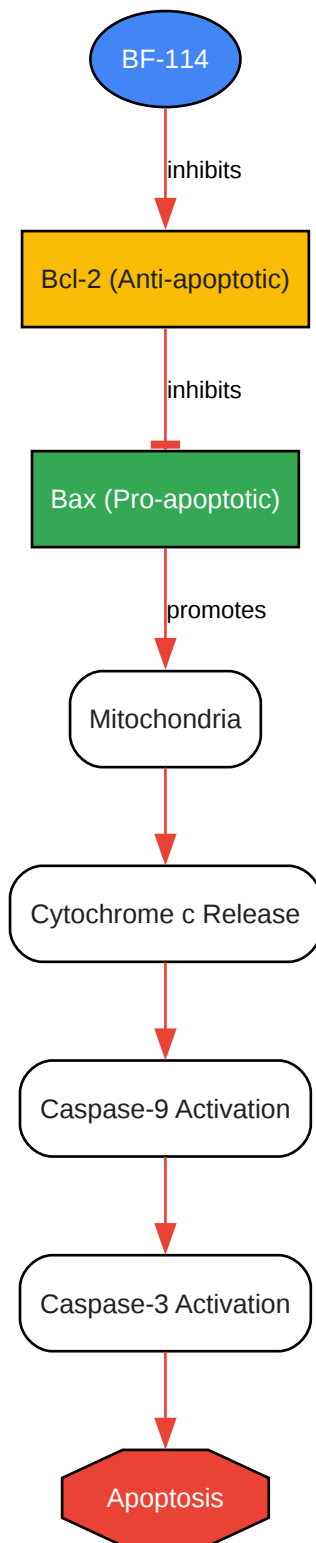 BF-114
inhibits
Bcl-2 (Anti-apoptotic)
inhibits
Bax (Pro-apoptotic)
promotes
Mitochondria
Cytochrome c Release
Caspase-9 Activation
Caspase-3 Activation
Apoptosis